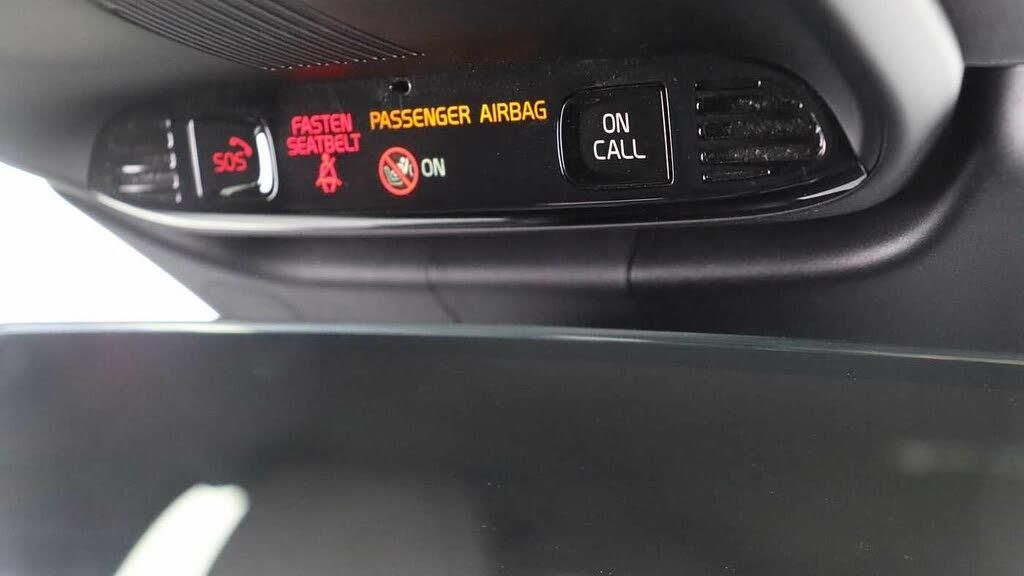 SOS
FASTEN
SEATBELT
PASSENGER AIRBAG
ON
ON
CALL